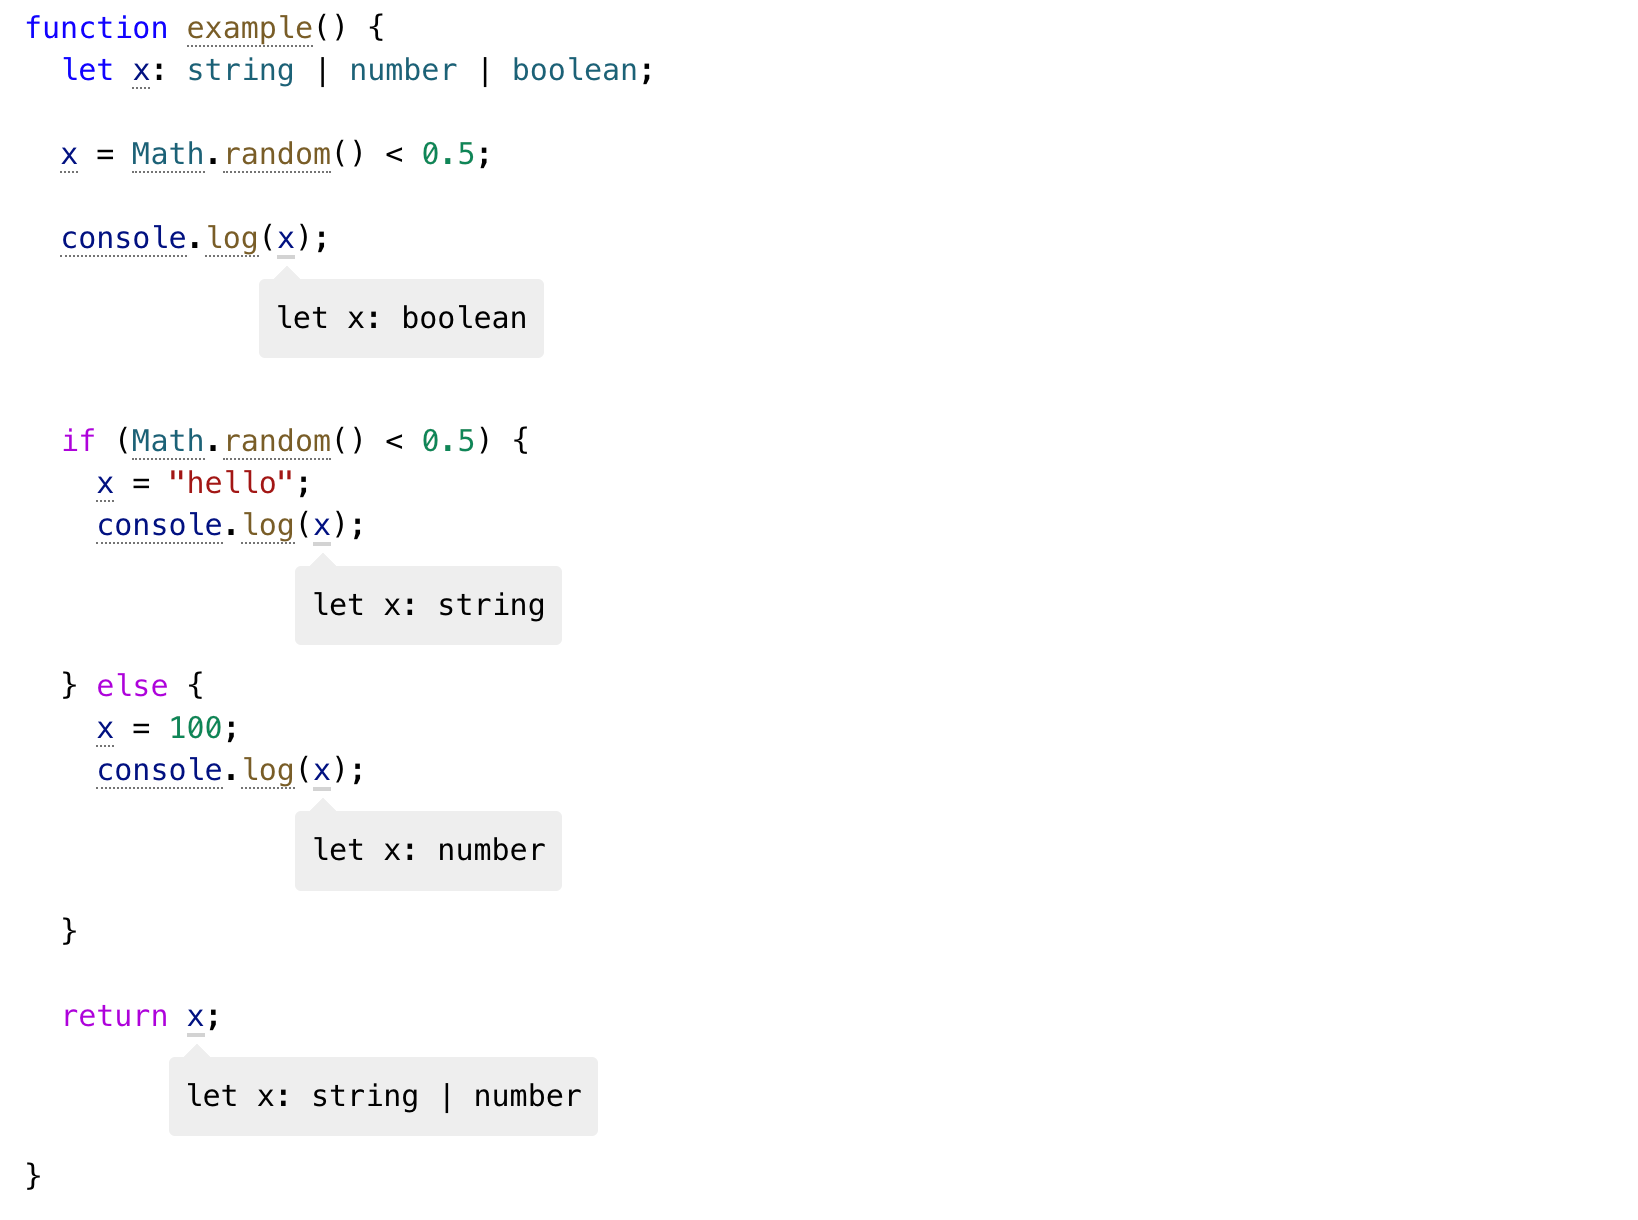 function example() {
  let x: string | number | boolean;
  x = Math.random() < 0.5;
  console.log(x);
let x: boolean
  if (Math.random() < 0.5) {
    x = "hello";
    console.log(x);
let x: string
  } else {
    x = 100;
    console.log(x);
let x: number
  }
  return x;
let x: string | number
}